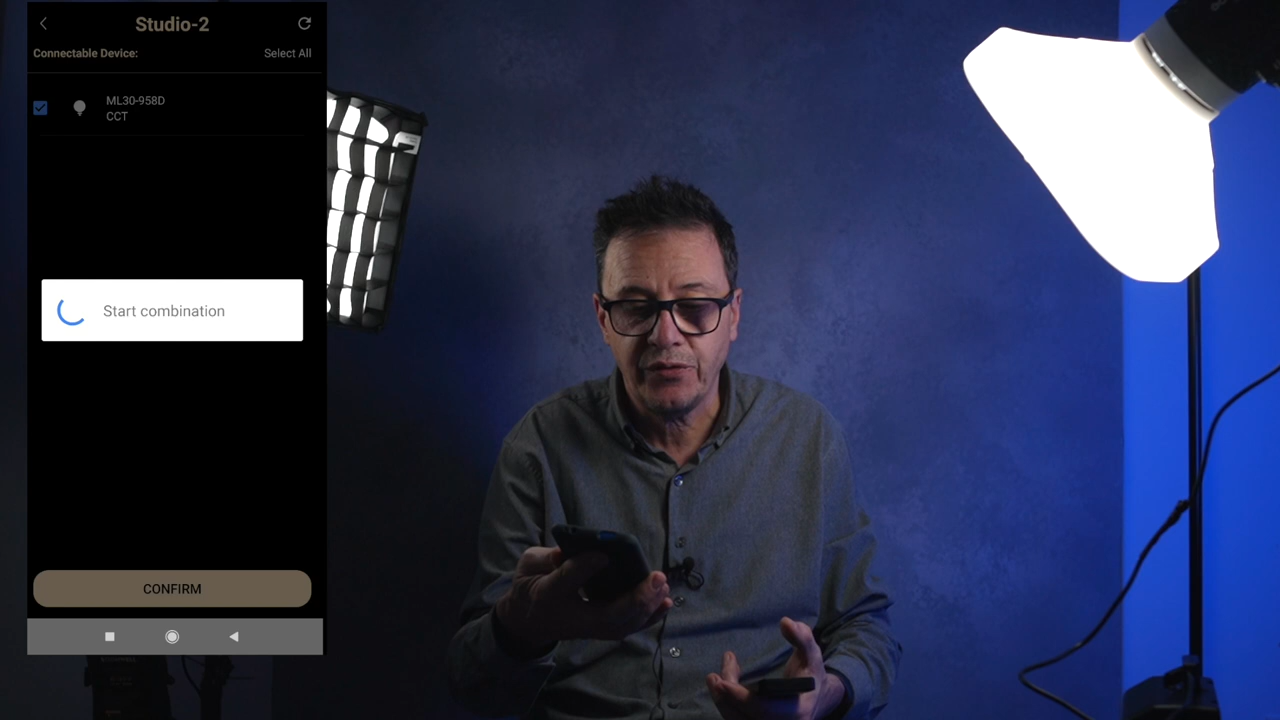 Studio-2
Connectable Device:
Select All
ML30-958D
CCT
Start combination
CONFIRM